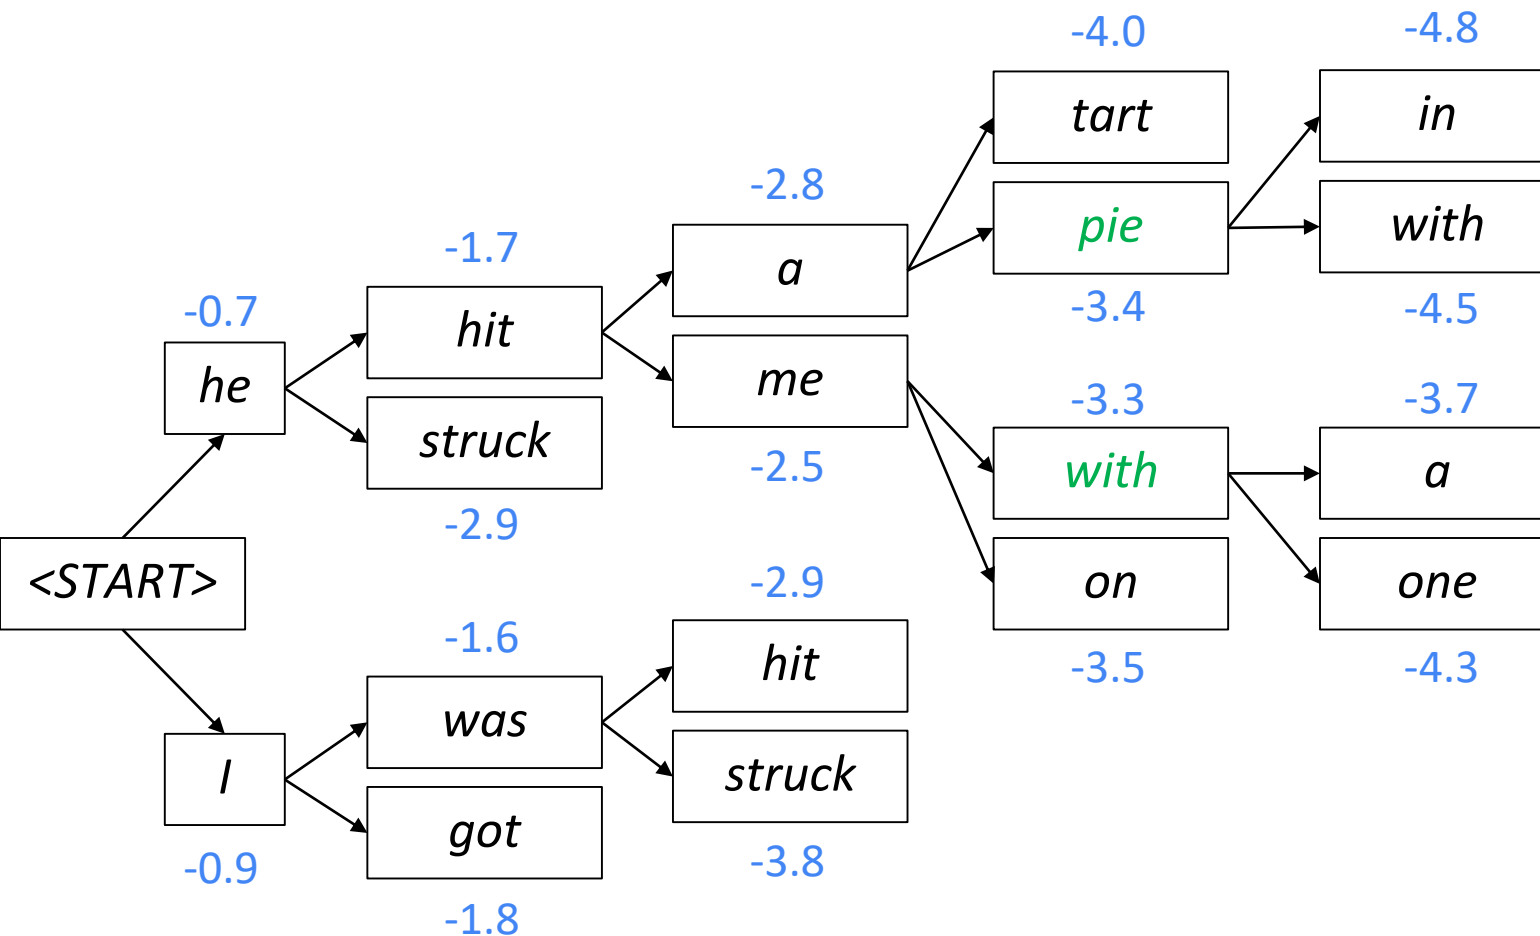 -4.0
-4.8
tart
in
-2.8
pie
with
-1.7
a
-3.4
-4.5
-0.7
hit
he
me
-3.3
-3.7
struck
-2.5
with
a
-2.9
<START>
-2.9
on
one
-1.6
hit
-3.5
-4.3
was
I
struck
got
-0.9
-3.8
-1.8